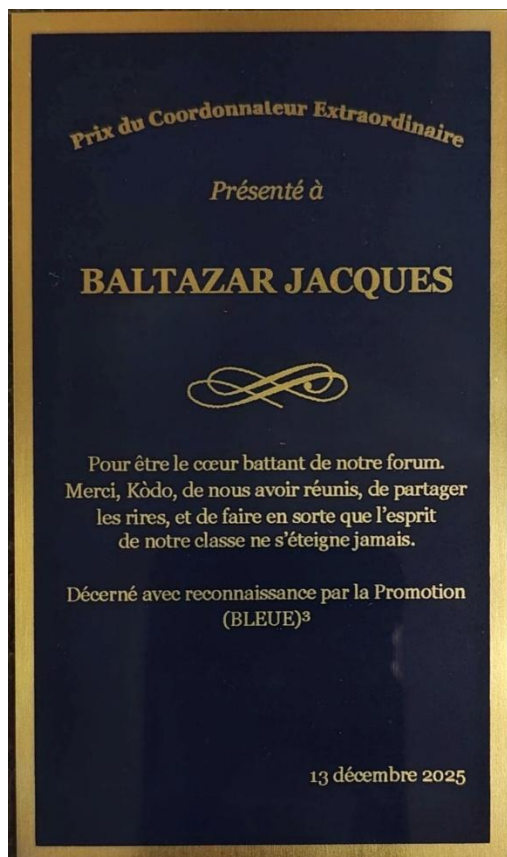 Prix du Coordonnateur Extraordinaire
Présenté à
BALTAZAR JACQUES
Pour être le cœur battant de notre forum.
Merci, Kòdo, de nous avoir réunis, de partager
les rires, et de faire en sorte que l'esprit
de notre classe ne s'éteigne jamais.
Décerné avec reconnaissance par la Promotion
(BLEUE)³
13 décembre 2025